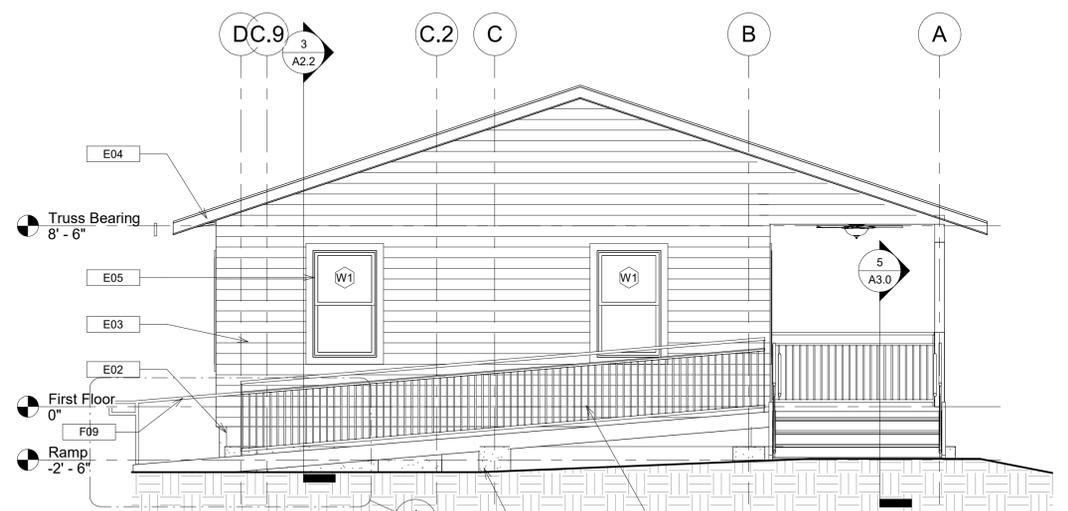 D
C.9
C.2
C
B
A
3
A2.2
E04
Truss Bearing
8' - 6"
5
A3.0
E05
W1
W1
E03
E02
First Floor
0"
F09
Ramp
-2' - 6"